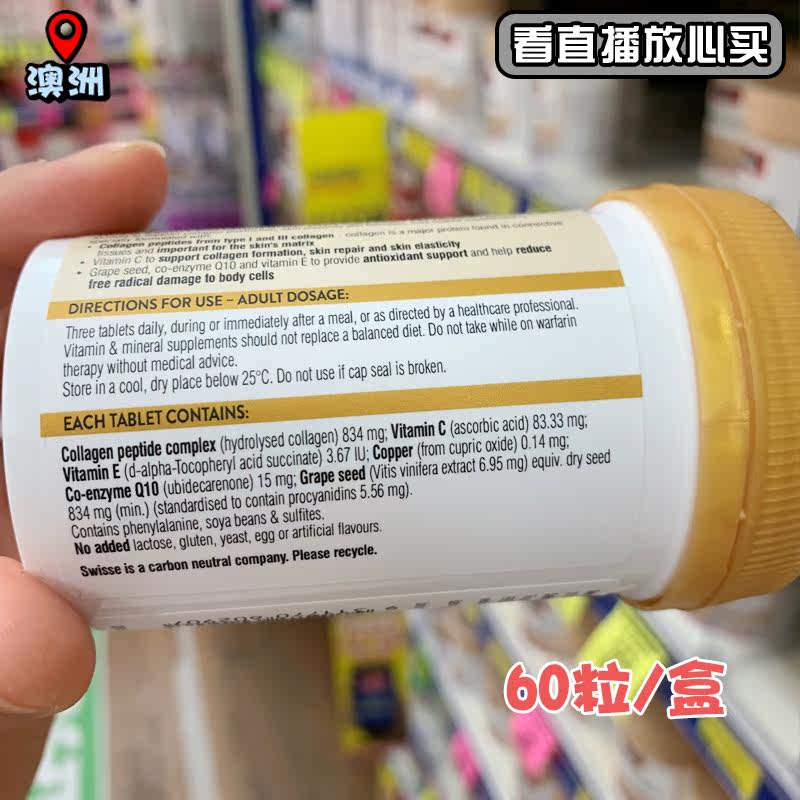 澳洲
看直播放心买
Collagen peptides from type I and III collagen - collagen is a major protein found in connective
tissues and important for the skin's matrix
• Vitamin C to support collagen formation, skin repair and skin elasticity
• Grape seed, co-enzyme Q10 and vitamin E to provide antioxidant support and help reduce
free radical damage to body cells
DIRECTIONS FOR USE – ADULT DOSAGE:
Three tablets daily, during or immediately after a meal, or as directed by a healthcare professional.
Vitamin & mineral supplements should not replace a balanced diet. Do not take while on warfarin
therapy without medical advice.
Store in a cool, dry place below 25°C. Do not use if cap seal is broken.
EACH TABLET CONTAINS:
Collagen peptide complex (hydrolysed collagen) 834 mg; Vitamin C (ascorbic acid) 83.33 mg;
Vitamin E (d-alpha-Tocopheryl acid succinate) 3.67 IU; Copper (from cupric oxide) 0.14 mg;
Co-enzyme Q10 (ubidecarenone) 15 mg; Grape seed (Vitis vinifera extract 6.95 mg) equiv. dry seed
834 mg (min.) (standardised to contain procyanidins 5.56 mg).
Contains phenylalanine, soya beans & sulfites.
No added lactose, gluten, yeast, egg or artificial flavours.
Swisse is a carbon neutral company. Please recycle.
60粒/盒